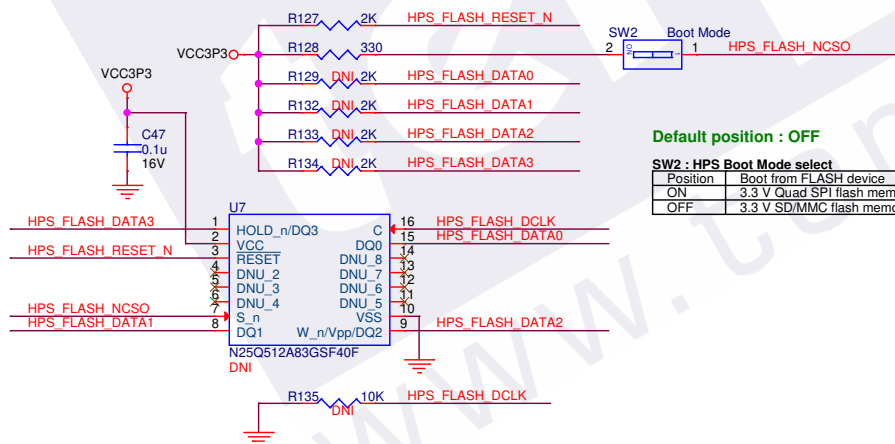 R127 2K HPS_FLASH_RESET_N
VCC3P3 R128 330 2 SW2 ON 1 Boot Mode HPS_FLASH_NCSO
R129 DNI 2K HPS_FLASH_DATA0
R132 DNI 2K HPS_FLASH_DATA1
R133 DNI 2K HPS_FLASH_DATA2
R134 DNI 2K HPS_FLASH_DATA3
VCC3P3
C47
0.1u
16V
Default position : OFF
SW2 : HPS Boot Mode select
Position Boot from FLASH device
ON 3.3 V Quad SPI flash
OFF 3.3 V SD/MMC flash
U7
HPS_FLASH_DATA3 1 HOLD_n/DQ3 C 16 HPS_FLASH_DCLK
2 VCC DQ0 15 HPS_FLASH_DATA0
HPS_FLASH_RESET_N 3 RESET DNU_8 14
4 DNU_2 DNU_7 13
5 DNU_3 DNU_6 12
6 DNU_4 DNU_5 11
HPS_FLASH_NCSO 7 S_n VSS 10
HPS_FLASH_DATA1 8 DQ1 W_n/Vpp/DQ2 9 HPS_FLASH_DATA2
N25Q512A83GSF40F
DNI
R135 DNI 10K HPS_FLASH_DCLK
www.